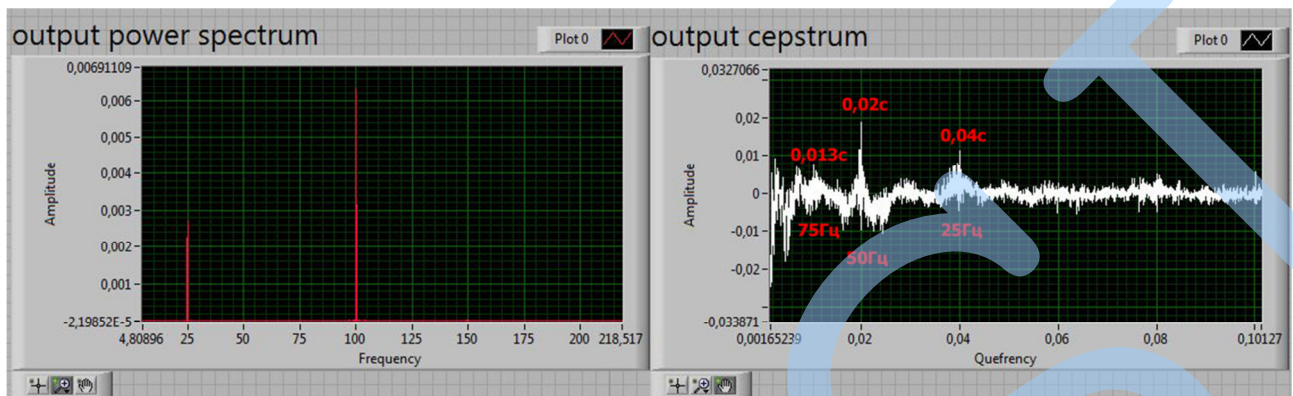 output power spectrum
Plot 0
0,00691109
0,006
0,005
0,004
0,003
0,002
0,001
-2,19852E-5
Amplitude
4,80896 25 50 75 100 125 150 175 200 218,517
Frequency
output cepstrum
Plot 0
0,0327066
0,02
0,01
0
-0,01
-0,02
-0,033871
Amplitude
0,02с
0,04с
0,013с
75Гц
25Гц
50Гц
0,00165239 0,02 0,04 0,06 0,08 0,10127
Quefrency